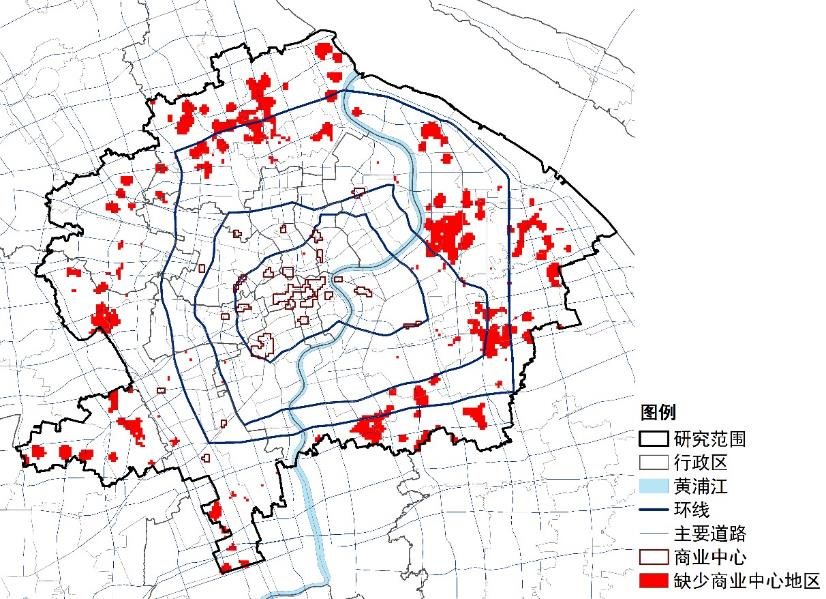 图例
研究范围
行政区
黄浦江
环线
主要道路
商业中心
缺少商业中心地区